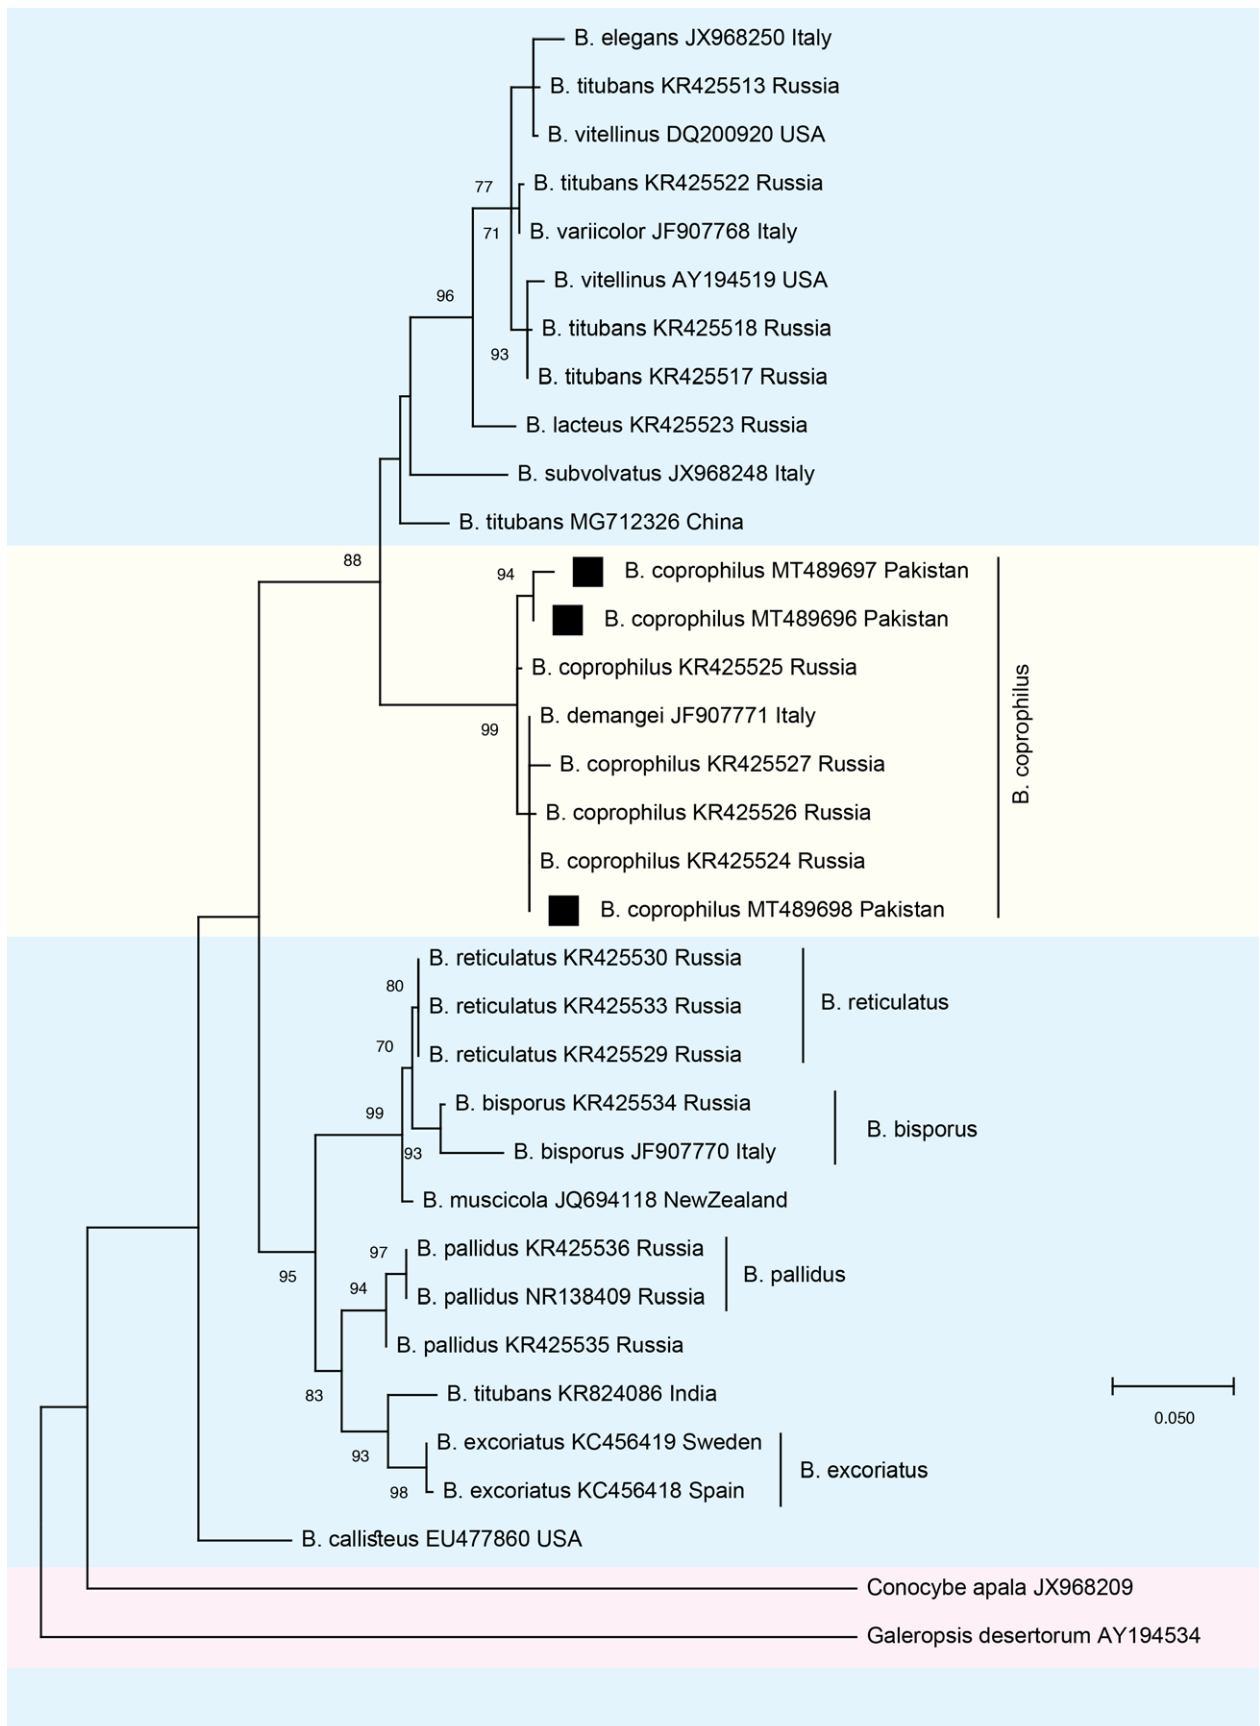 B. elegans JX968250 Italy
B. titubans KR425513 Russia
B. vitellinus DQ200920 USA
77
B. titubans KR425522 Russia
71
B. variicolor JF907768 Italy
B. vitellinus AY194519 USA
96
B. titubans KR425518 Russia
93
B. titubans KR425517 Russia
B. lacteus KR425523 Russia
B. subvolvatus JX968248 Italy
B. titubans MG712326 China
88
94
B. coprophilus MT489697 Pakistan
B. coprophilus MT489696 Pakistan
B. coprophilus KR425525 Russia
B. demangei JF907771 Italy
99
B. coprophilus
B. coprophilus KR425527 Russia
B. coprophilus KR425526 Russia
B. coprophilus KR425524 Russia
B. coprophilus MT489698 Pakistan
B. reticulatus KR425530 Russia
80
B. reticulatus KR425533 Russia
B. reticulatus
70
B. reticulatus KR425529 Russia
B. bisporus KR425534 Russia
99
B. bisporus
93
B. bisporus JF907770 Italy
B. muscicola JQ694118 NewZealand
97
B. pallidus KR425536 Russia
95
94
B. pallidus
B. pallidus NR138409 Russia
B. pallidus KR425535 Russia
83
B. titubans KR824086 India
0.050
93
B. excoriatus KC456419 Sweden
B. excoriatus
98
B. excoriatus KC456418 Spain
B. callisteus EU477860 USA
Conocybe apala JX968209
Galeropsis desertorum AY194534